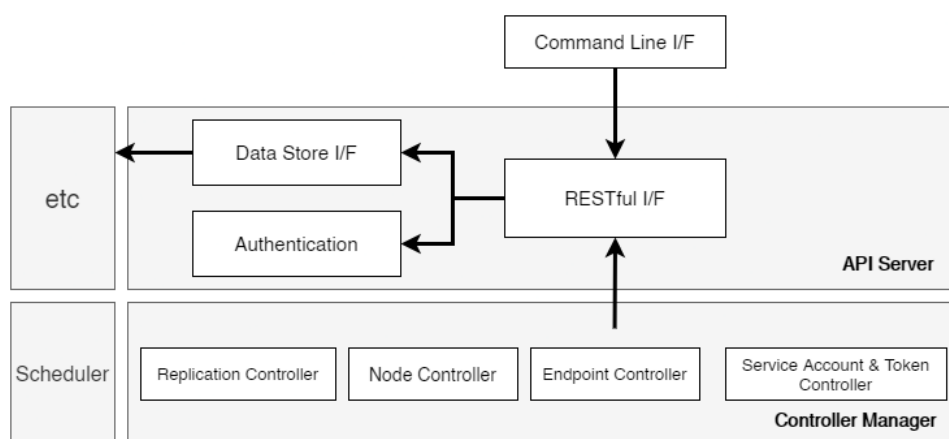 Command Line I/F
Data Store I/F
etc
RESTful I/F
Authentication
API Server
Scheduler
Replication Controller
Node Controller
Endpoint Controller
Service Account & Token
Controller
Controller Manager